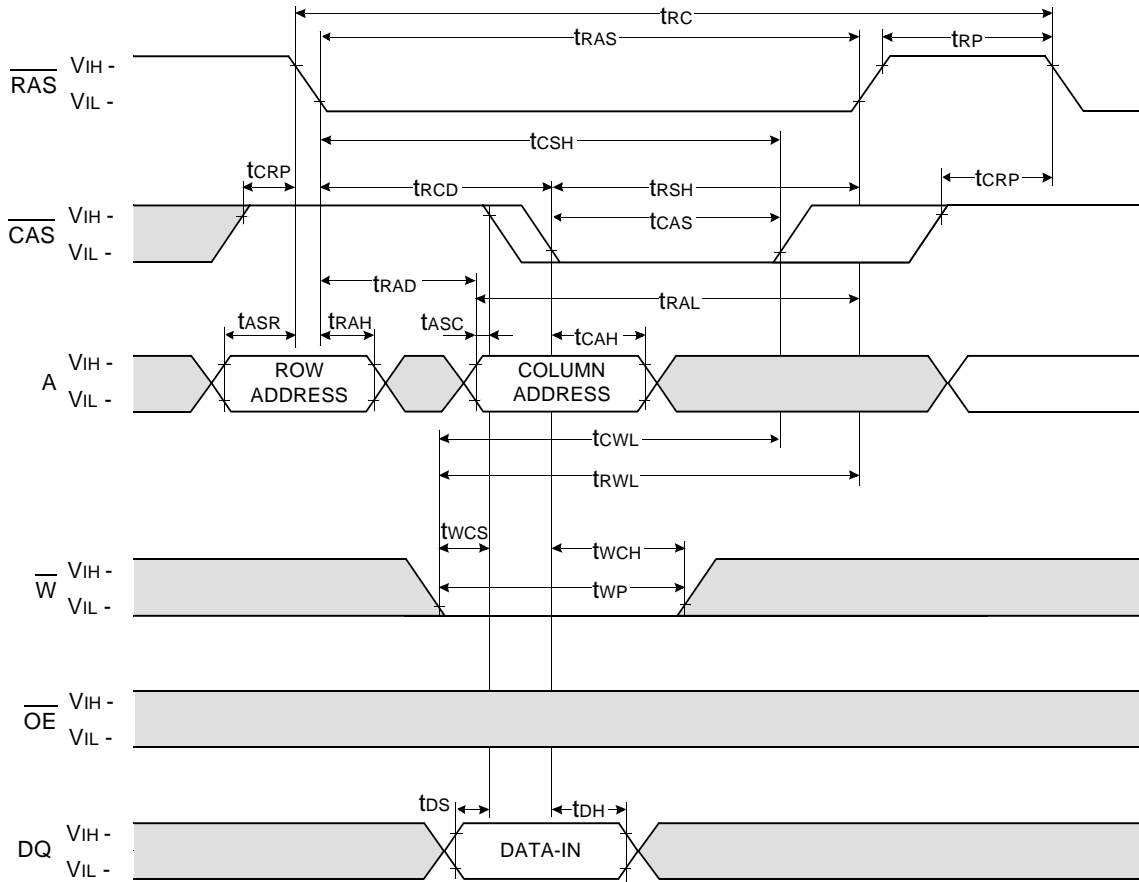 tRC
tRAS
tRP
RAS
VIH -
VIL -
tCSH
tCRP
tRCD
tRSH
tCRP
CAS
VIH -
VIL -
tCAS
tRAD
tRAL
tASR
tRAH
tASC
tCAH
A
VIH -
VIL -
ROW
ADDRESS
COLUMN
ADDRESS
tCWL
tRWL
tWCS
tWCH
W
VIH -
VIL -
tWP
OE
VIH -
VIL -
tDS
tDH
DQ
VIH -
VIL -
DATA-IN